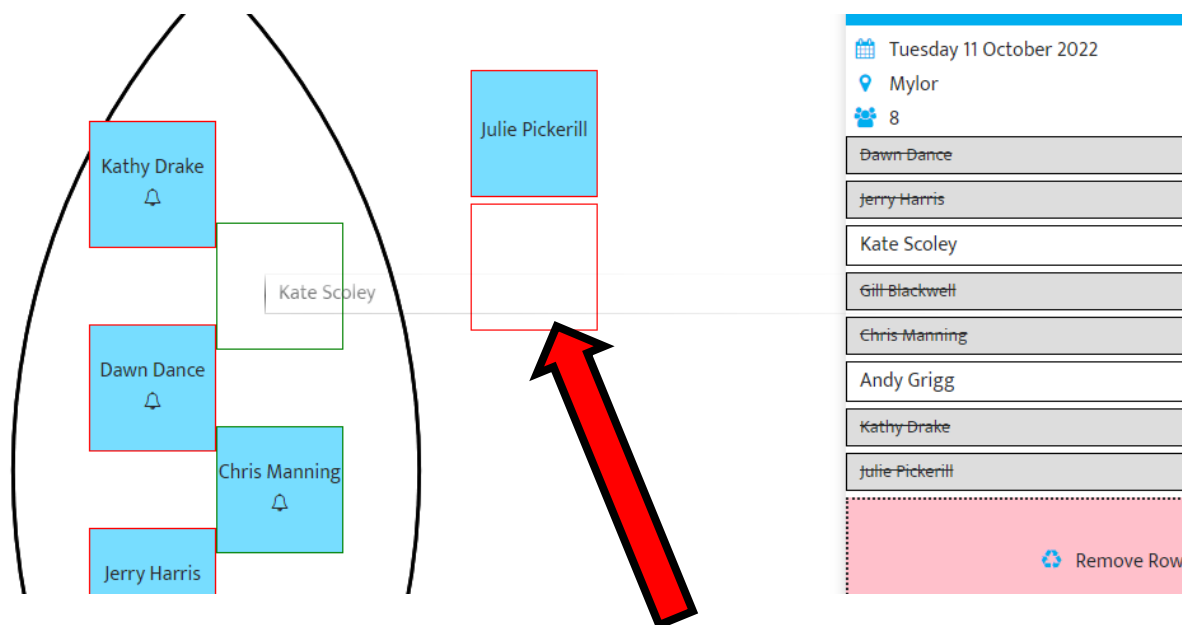 Julie Pickerill
Kathy Drake
Kate Scoley
Dawn Dance
Chris Manning
Jerry Harris
Tuesday 11 October 2022
Mylor
8
Dawn Dance
Jerry Harris
Kate Scoley
Gill Blackwell
Chris Manning
Andy Grigg
Kathy Drake
Julie Pickerill
Remove Row